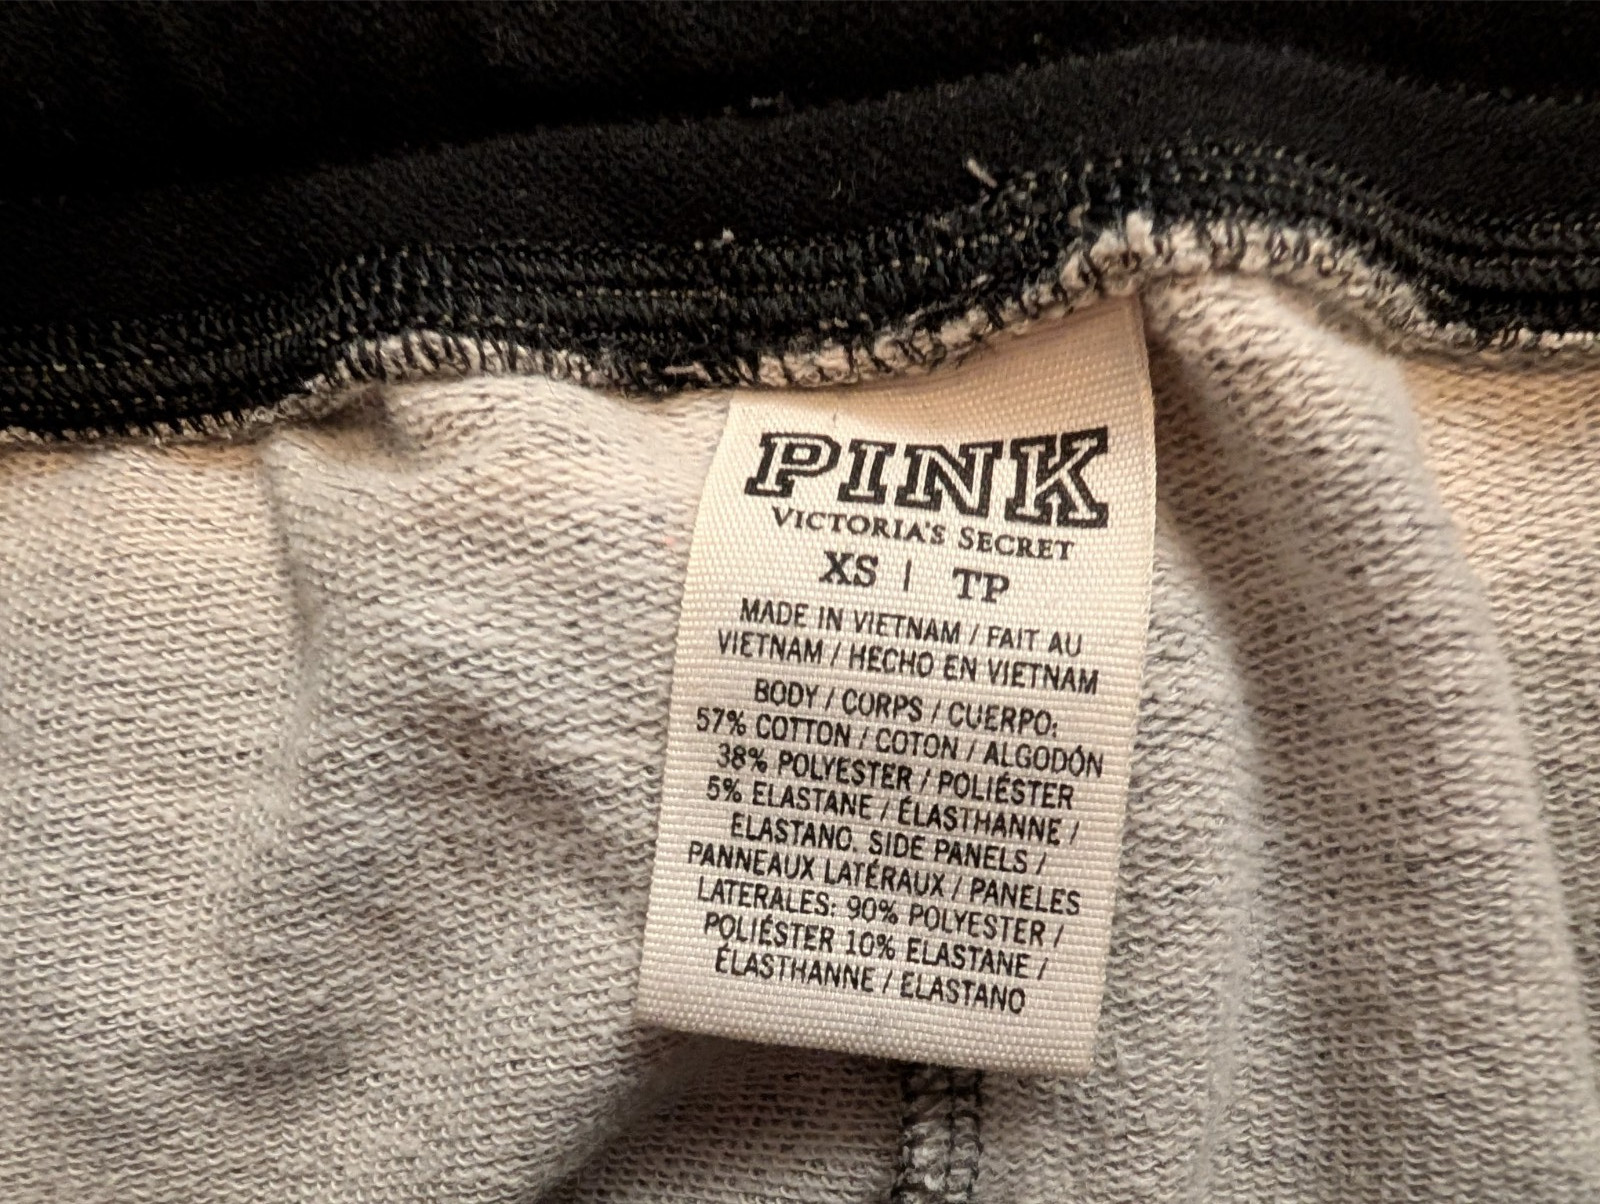 PINK
VICTORIA'S SECRET
XS | TP
MADE IN VIETNAM / FAIT AU
VIETNAM / HECHO EN VIETNAM
BODY / CORPS / CUERPO:
57% COTTON / COTON / ALGODÓN
38% POLYESTER / POLIÉSTER
5% ELASTANE / ÉLASTHANNE /
ELASTANO. SIDE PANELS /
PANNEAUX LATÉRAUX / PANELES
LATERALES: 90% POLYESTER /
POLIÉSTER 10% ELASTANE /
ÉLASTHANNE / ELASTANO